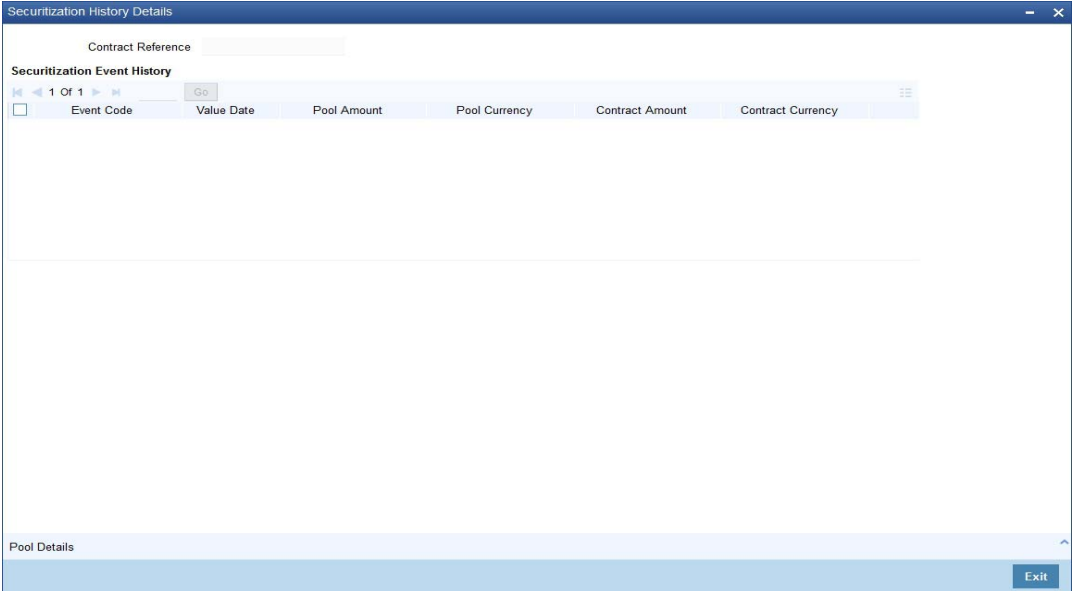 Securitization History Details
Contract Reference
Securitization Event History
1 Of 1 Go
Event Code Value Date Pool Amount Pool Currency Contract Amount Contract Currency
Pool Details
Exit